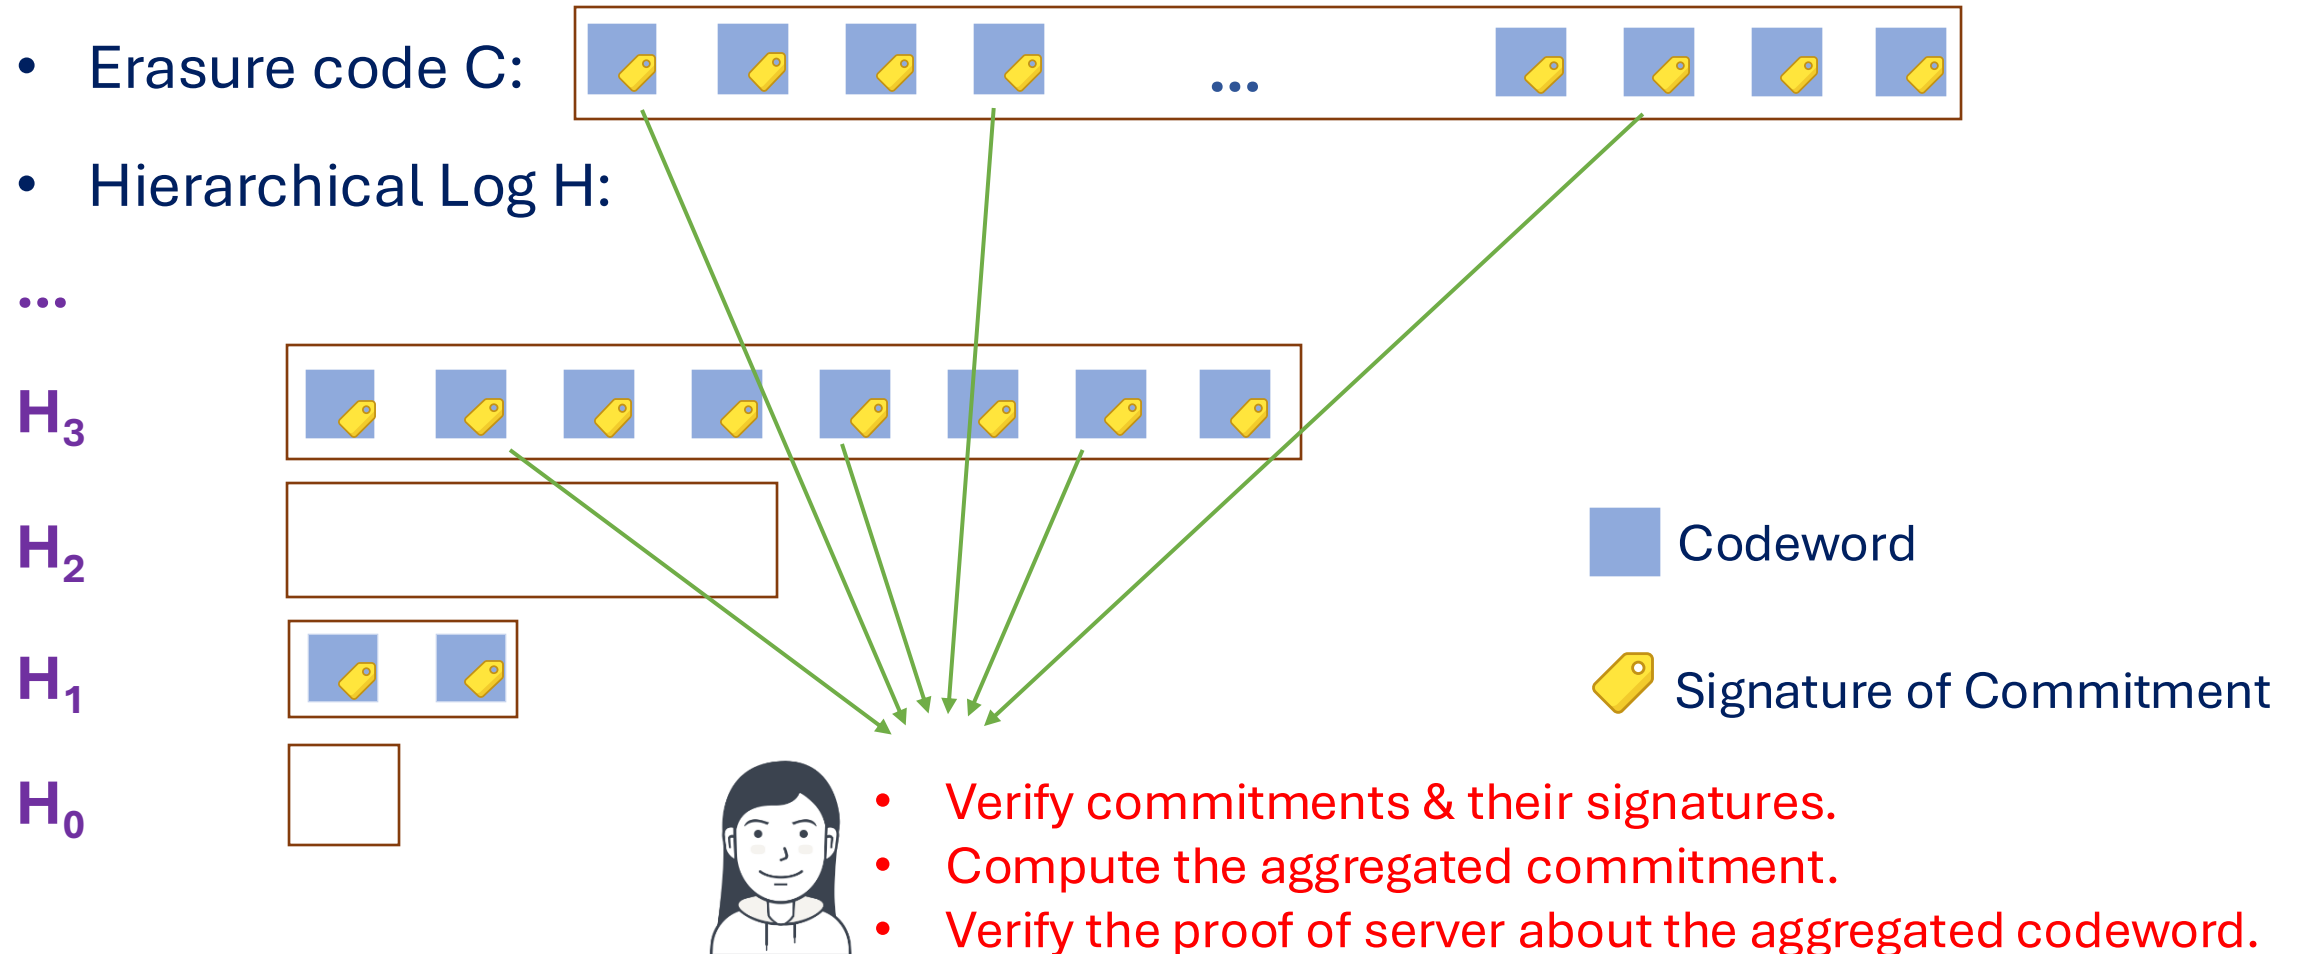 • Erasure code C:
...
• Hierarchical Log H:
...
H₃
H₂
Codeword
H₁
Signature of Commitment
H₀
• Verify commitments & their signatures.
• Compute the aggregated commitment.
• Verify the proof of server about the aggregated codeword.